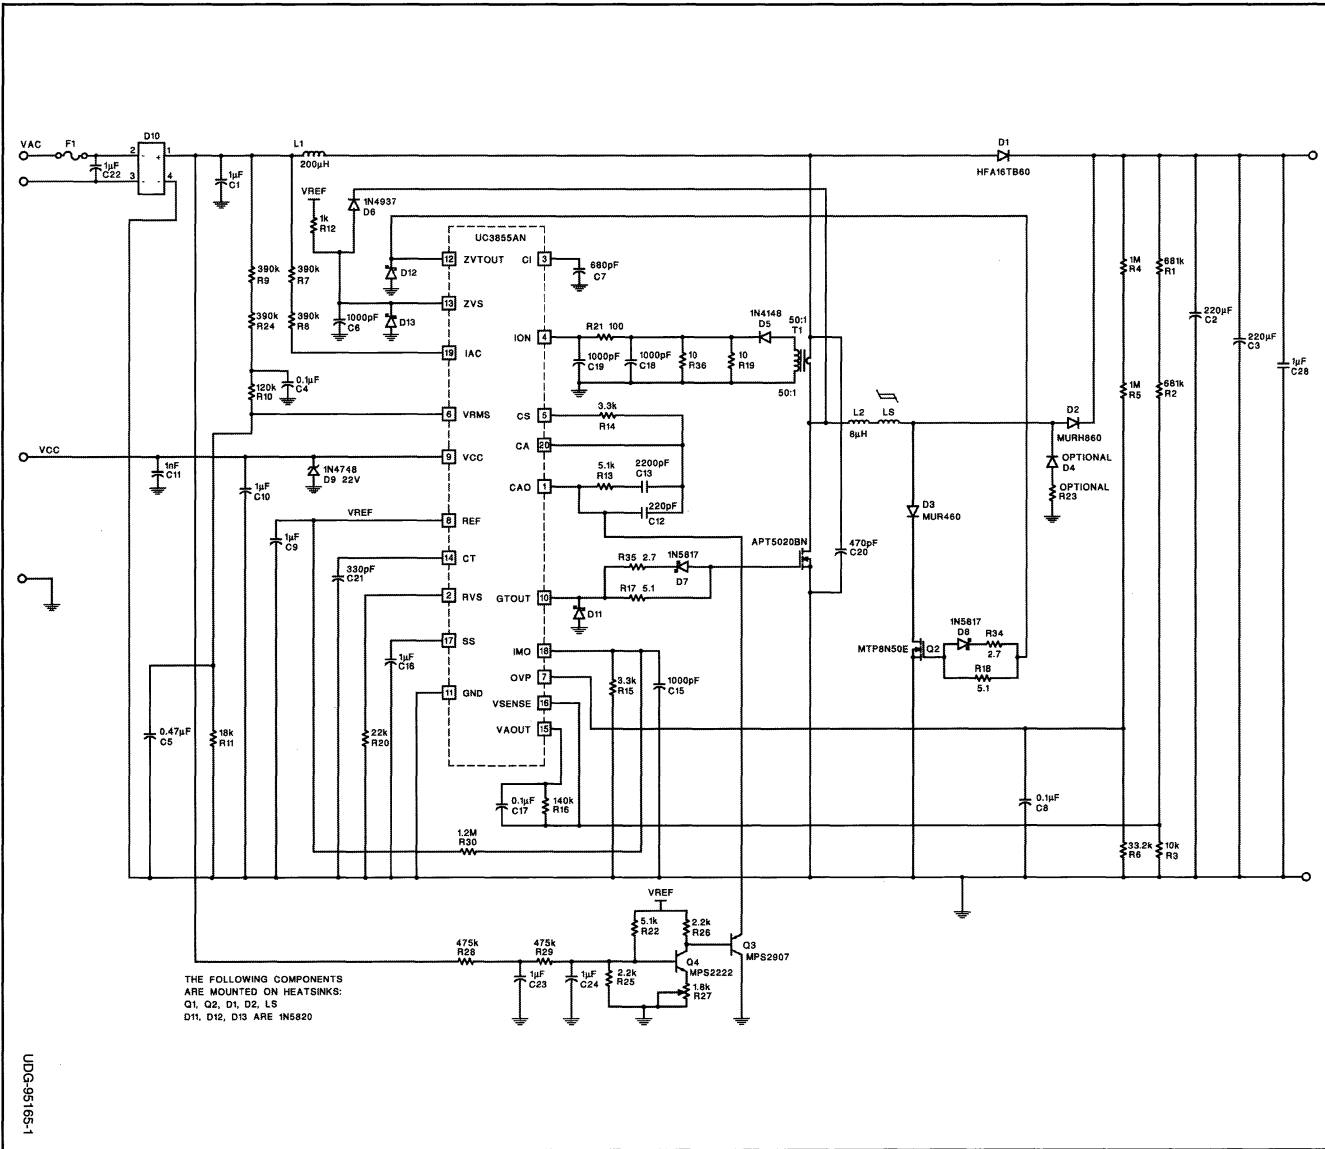 VAC
F1
1µF
C22
D10
2
1
3
4
+
-
-
-
1µF
C1
L1
200µH
D1
HFA16TB60
VREF
1k
R12
1N4937
D6
390k
R9
390k
R7
390k
R24
390k
R8
120k
R10
0.1µF
C4
1000pF
C6
D12
D13
UC3855AN
12 ZVTOUT
13 ZVS
19 IAC
6 VRMS
9 VCC
8 REF
14 CT
2 RVS
17 SS
11 GND
CI 3
ION 4
CS 5
CA 20
CAO 1
GTOUT 10
IMO 18
OVP 7
VSENSE 16
VAOUT 15
680pF
C7
R21 100
1000pF
C19
1000pF
C18
10
R36
10
R19
1N4148
D5
50:1
T1
50:1
3.3k
R14
5.1k
R13
2200pF
C13
220pF
C12
R35 2.7
1N5817
D7
R17 5.1
D11
APT5020BN
470pF
C20
L2
8µH
LS
D2
MURH860
OPTIONAL
D4
OPTIONAL
R23
D3
MUR460
MTP8N50E
Q2
1N5817
D8
R34
2.7
R18
5.1
1M
R4
681k
R1
1M
R5
681k
R2
220µF
C2
220µF
C3
1µF
C28
VCC
1nF
C11
1µF
C10
1N4748
D9 22V
VREF
1µF
C9
330pF
C21
1µF
C16
22k
R20
0.47µF
C5
18k
R11
3.3k
R15
1000pF
C15
0.1µF
C17
140k
R16
1.2M
R30
0.1µF
C8
33.2k
R6
10k
R3
VREF
5.1k
R22
2.2k
R26
475k
R28
475k
R29
1µF
C23
1µF
C24
2.2k
R25
Q4
MPS2222
1.8k
R27
Q3
MPS2907
THE FOLLOWING COMPONENTS
ARE MOUNTED ON HEATSINKS:
Q1, Q2, D1, D2, LS
D11, D12, D13 ARE 1N5820
UDG-95165-1